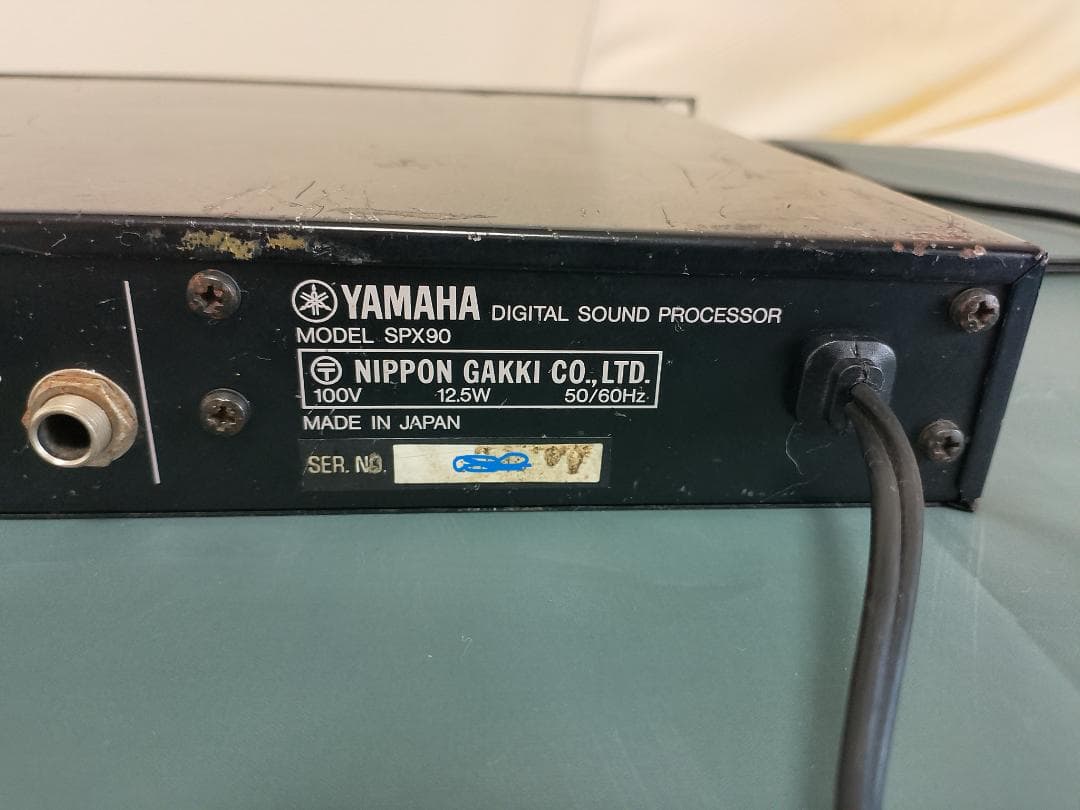 YAMAHA DIGITAL SOUND PROCESSOR
MODEL SPX90
NIPPON GAKKI CO., LTD.
100V 12.5W 50/60Hz
MADE IN JAPAN
SER. NO.